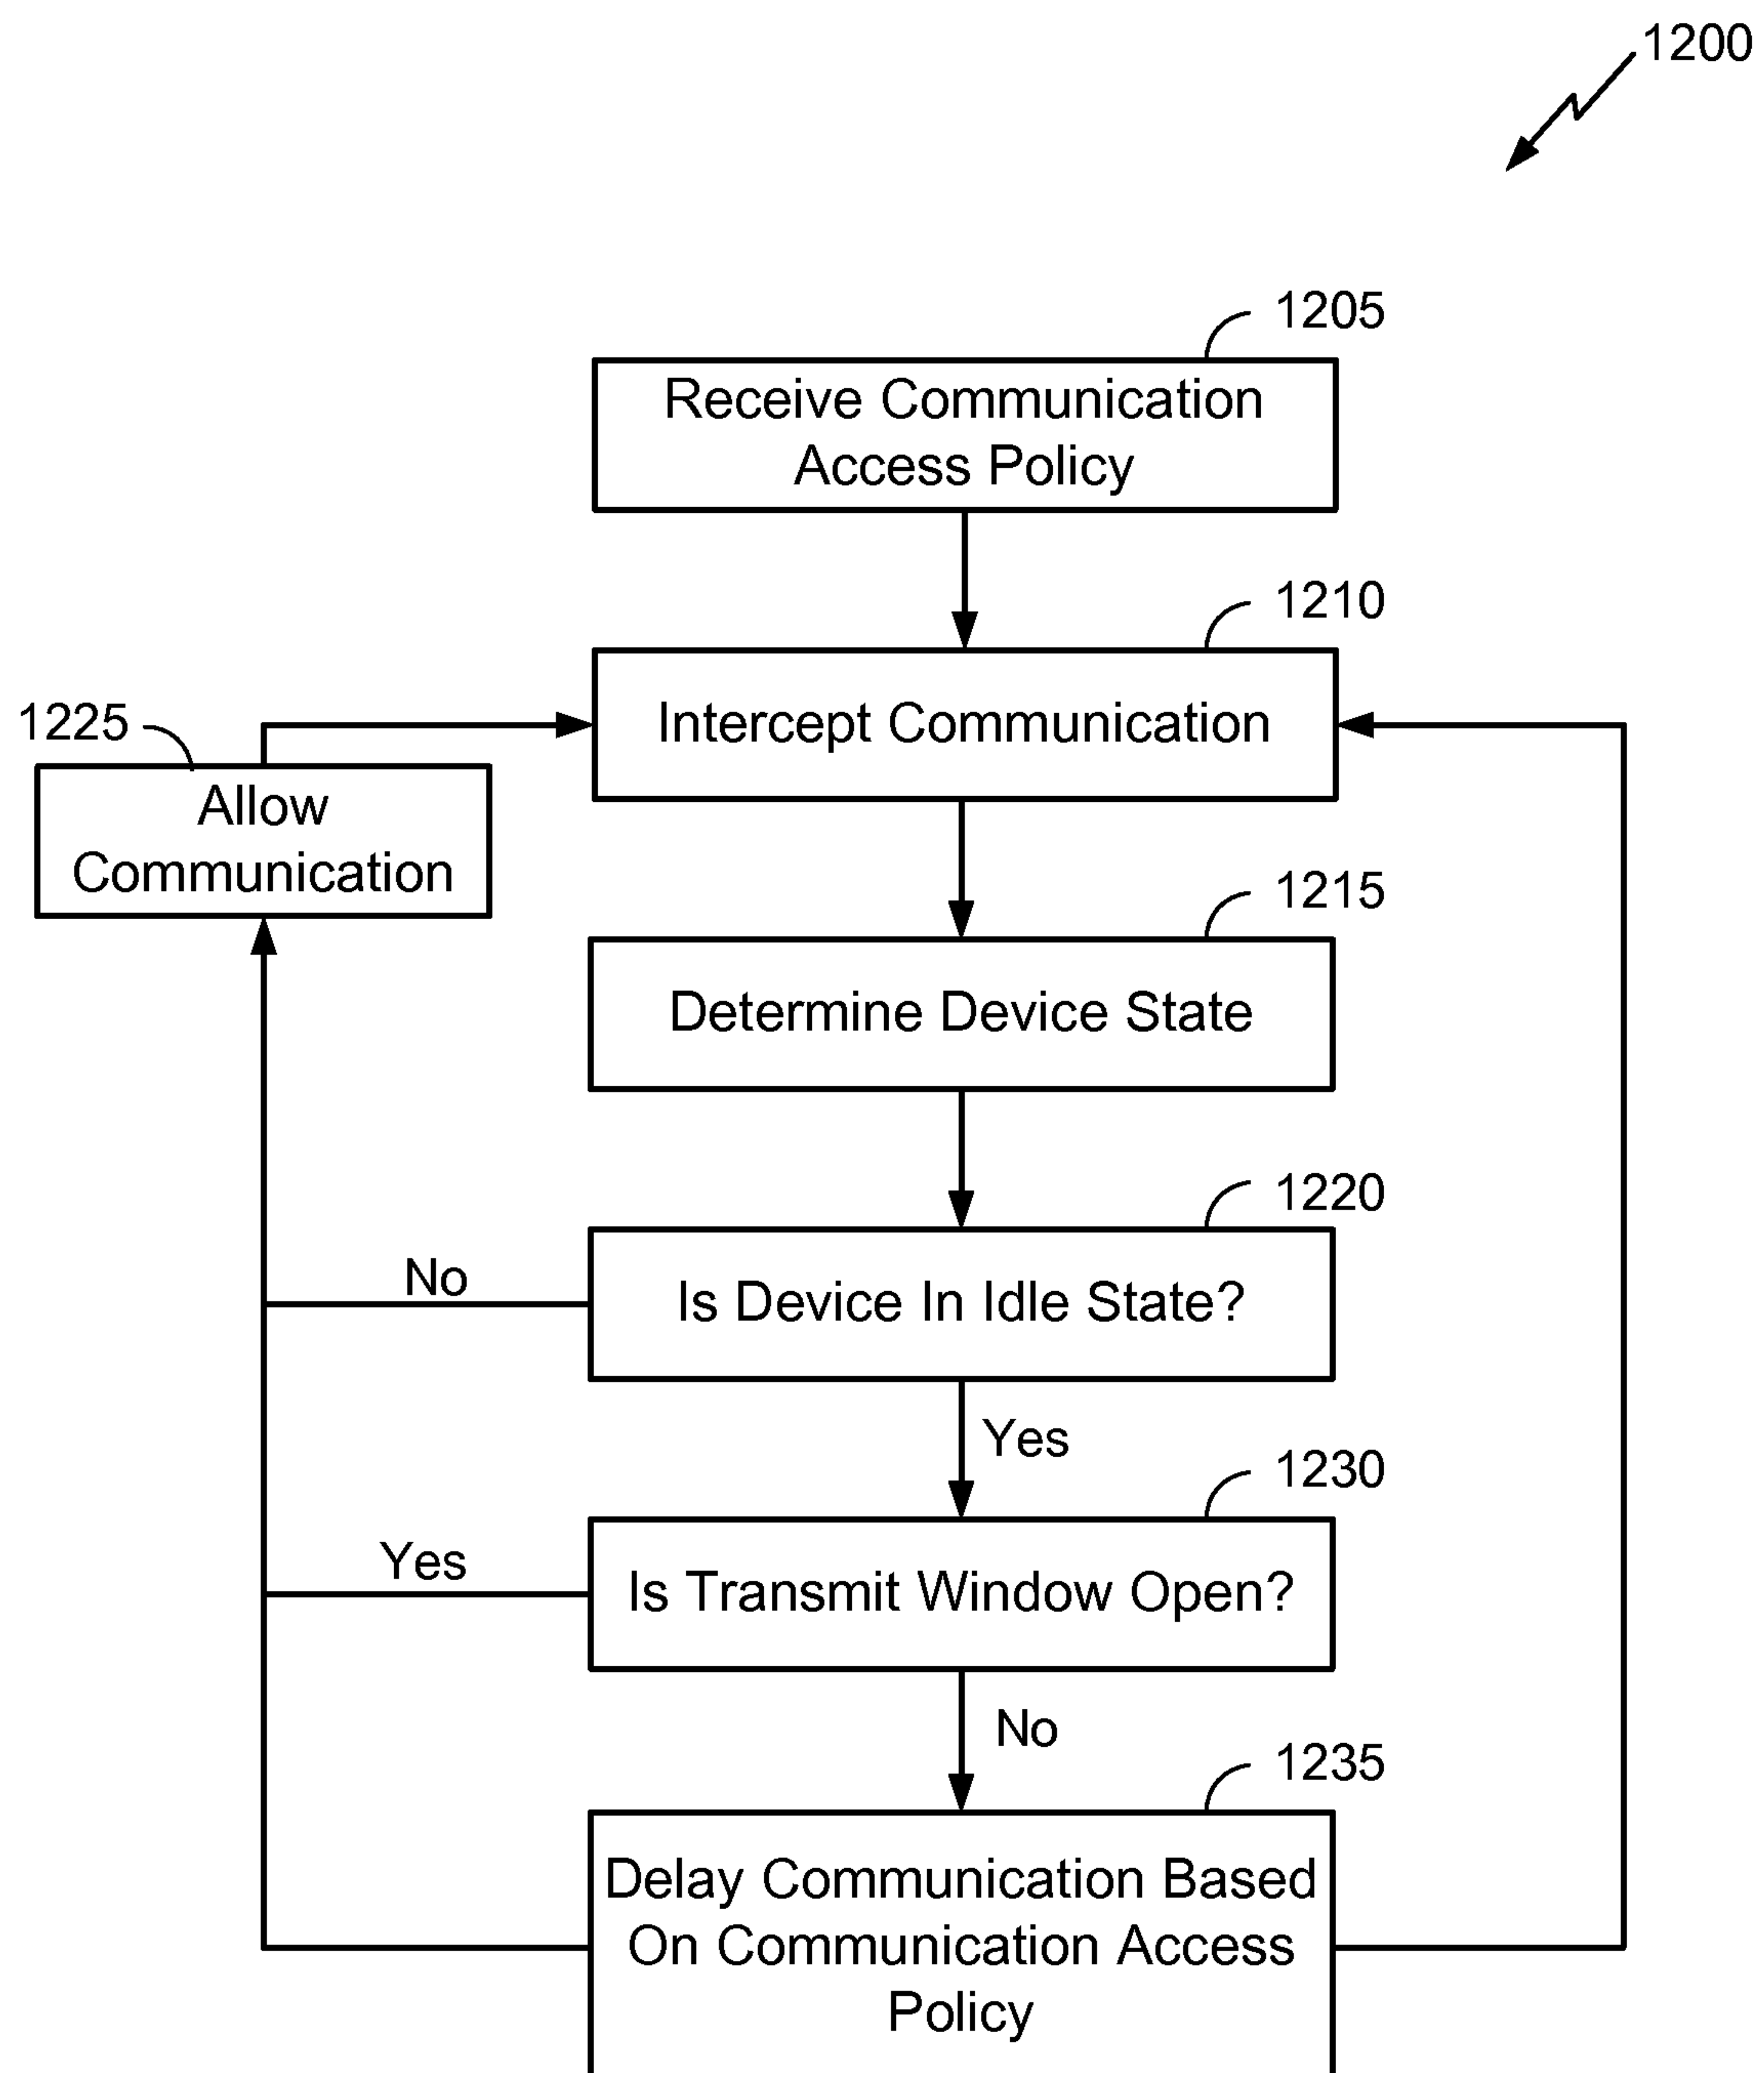 1200
1205
Receive Communication
Access Policy
1210
Intercept Communication
1225
Allow
Communication
1215
Determine Device State
1220
No
Is Device In Idle State?
Yes
1230
Yes
Is Transmit Window Open?
No
1235
Delay Communication Based
On Communication Access
Policy